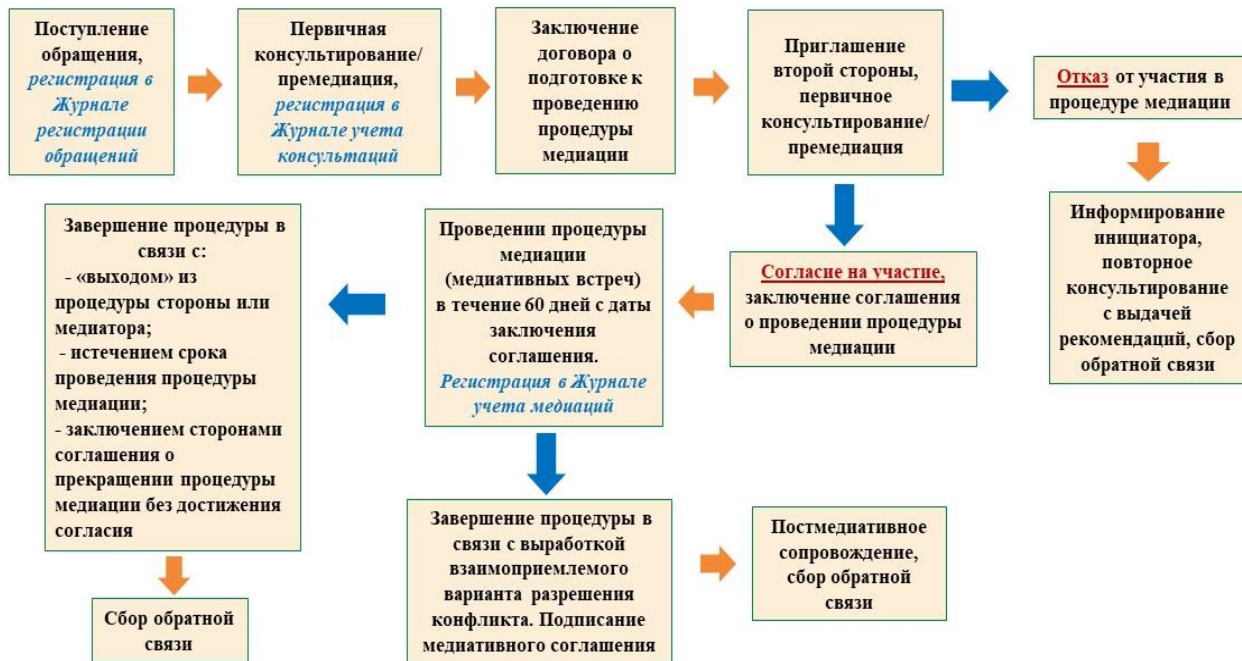 Поступление
обращения,
регистрация в
Журнале
регистрации
обращений
Первичная
консультирование/
премедиация,
регистрация в
Журнале учета
консультаций
Заключение
договора о
подготовке к
проведению
процедуры
медиации
Приглашение
второй стороны,
первичное
консультирование/
премедиация
Отказ от участия в
процедуре медиации
Информирование
инициатора,
повторное
консультирование
с выдачей
рекомендаций, сбор
обратной связи
Согласие на участие,
заключение соглашения
о проведении процедуры
медиации
Проведении процедуры
медиации
(медиативных встреч)
в течение 60 дней с даты
заключения
соглашения.
Регистрация в Журнале
учета медиаций
Завершение процедуры в
связи с:
- «выходом» из
процедуры стороны или
медиатора;
- истечением срока
проведения процедуры
медиации;
- заключением сторонами
соглашения о
прекращении процедуры
медиации без достижения
согласия
Сбор обратной
связи
Завершение процедуры в
связи с выработкой
взаимоприемлемого
варианта разрешения
конфликта. Подписание
медиативного соглашения
Постмедиативное
сопровождение,
сбор обратной
связи